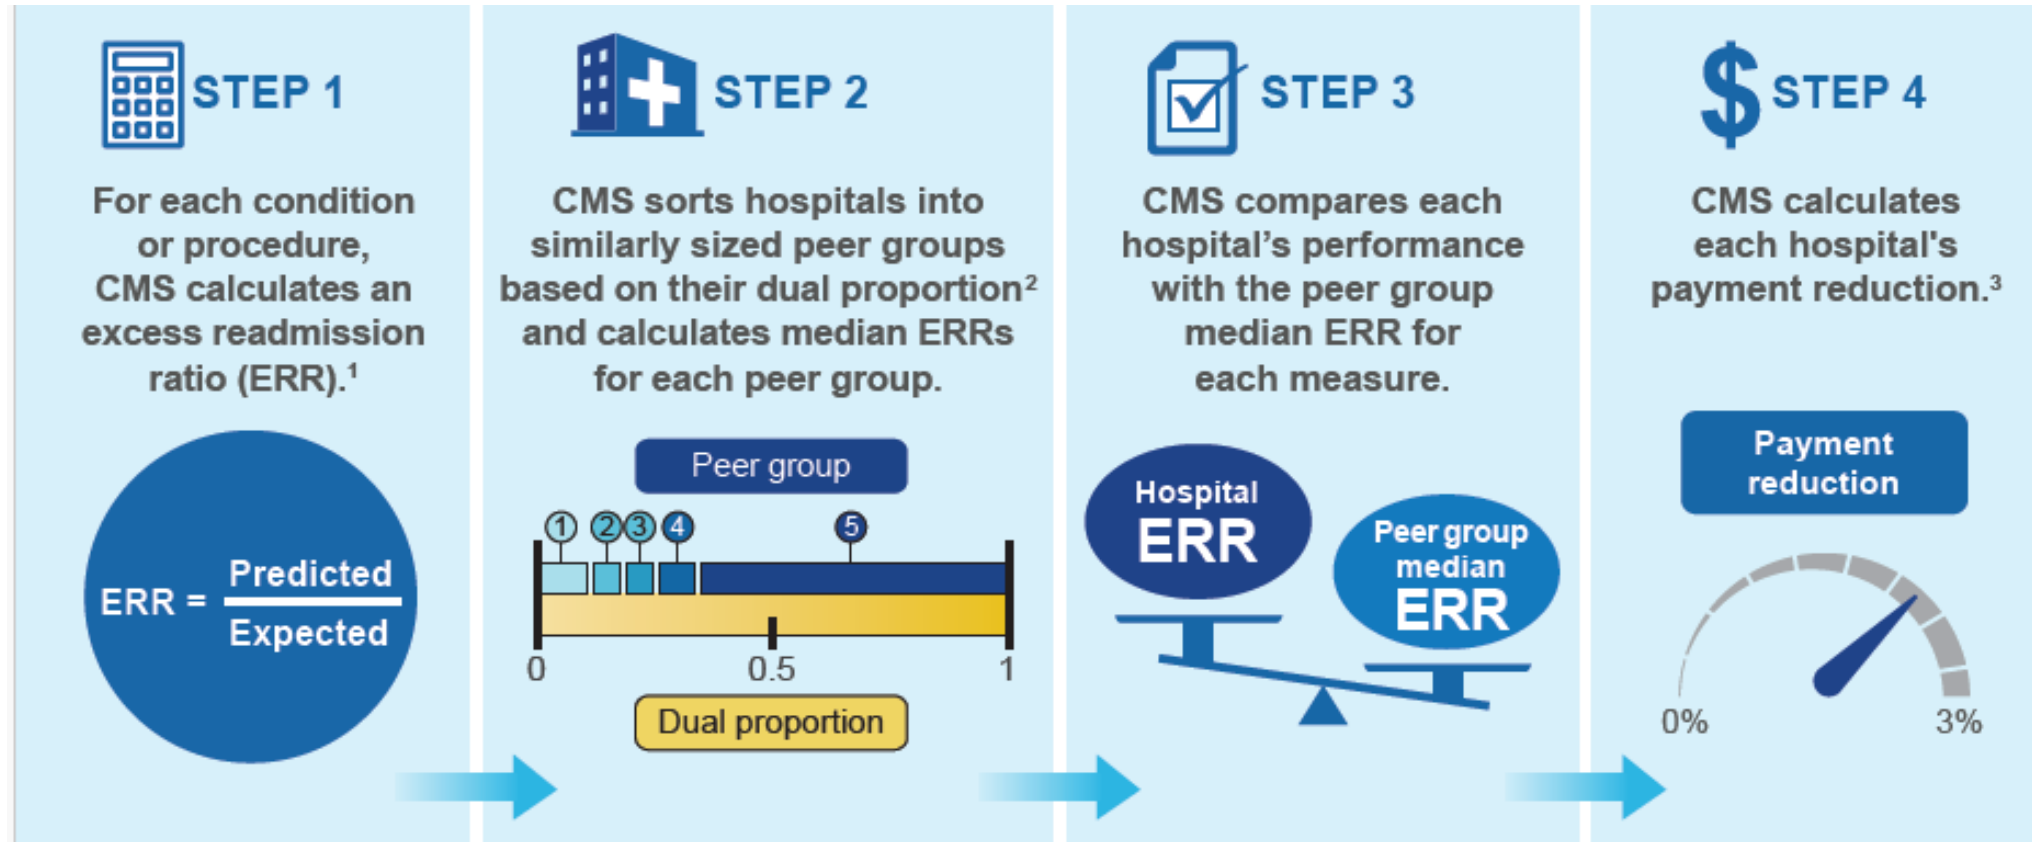 STEP 1
For each condition
or procedure,
CMS calculates an
excess readmission
ratio (ERR).¹
ERR = Predicted
Expected
STEP 2
CMS sorts hospitals into
similarly sized peer groups
based on their dual proportion²
and calculates median ERRs
for each peer group.
Peer group
1 2 3 4 5
0 0.5 1
Dual proportion
STEP 3
CMS compares each
hospital’s performance
with the peer group
median ERR for
each measure.
Hospital
ERR
Peer group
median
ERR
STEP 4
CMS calculates
each hospital's
payment reduction.³
Payment
reduction
0% 3%